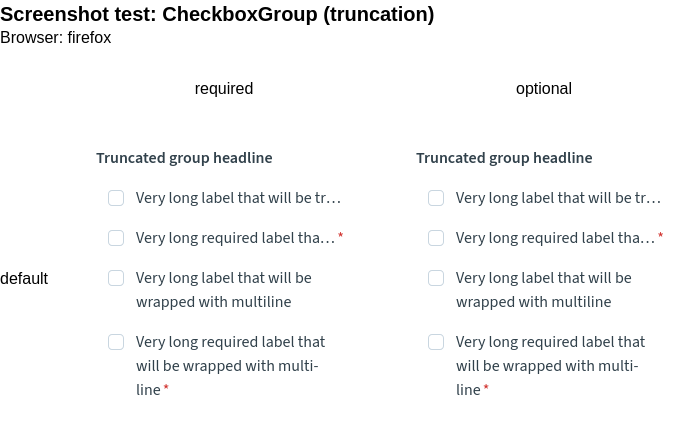 Screenshot test: CheckboxGroup (truncation)
Browser: firefox
required
optional
default
Truncated group headline
Very long label that will be tr…
Very long required label tha… *
Very long label that will be
wrapped with multiline
Very long required label that
will be wrapped with multi-
line *
Truncated group headline
Very long label that will be tr…
Very long required label tha… *
Very long label that will be
wrapped with multiline
Very long required label that
will be wrapped with multi-
line *